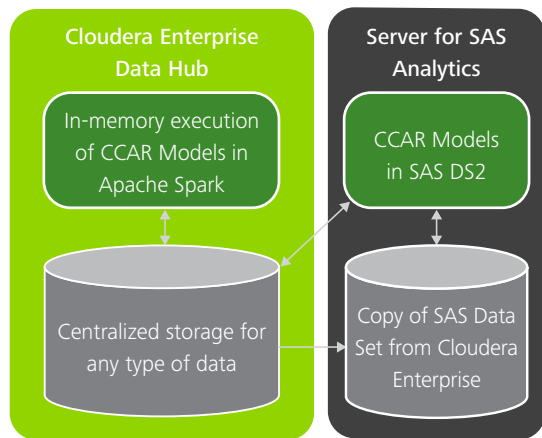 Cloudera Enterprise
Data Hub
In-memory execution
of CCAR Models in
Apache Spark
Centralized storage for
any type of data
Server for SAS
Analytics
CCAR Models
in SAS DS2
Copy of SAS Data
Set from Cloudera
Enterprise